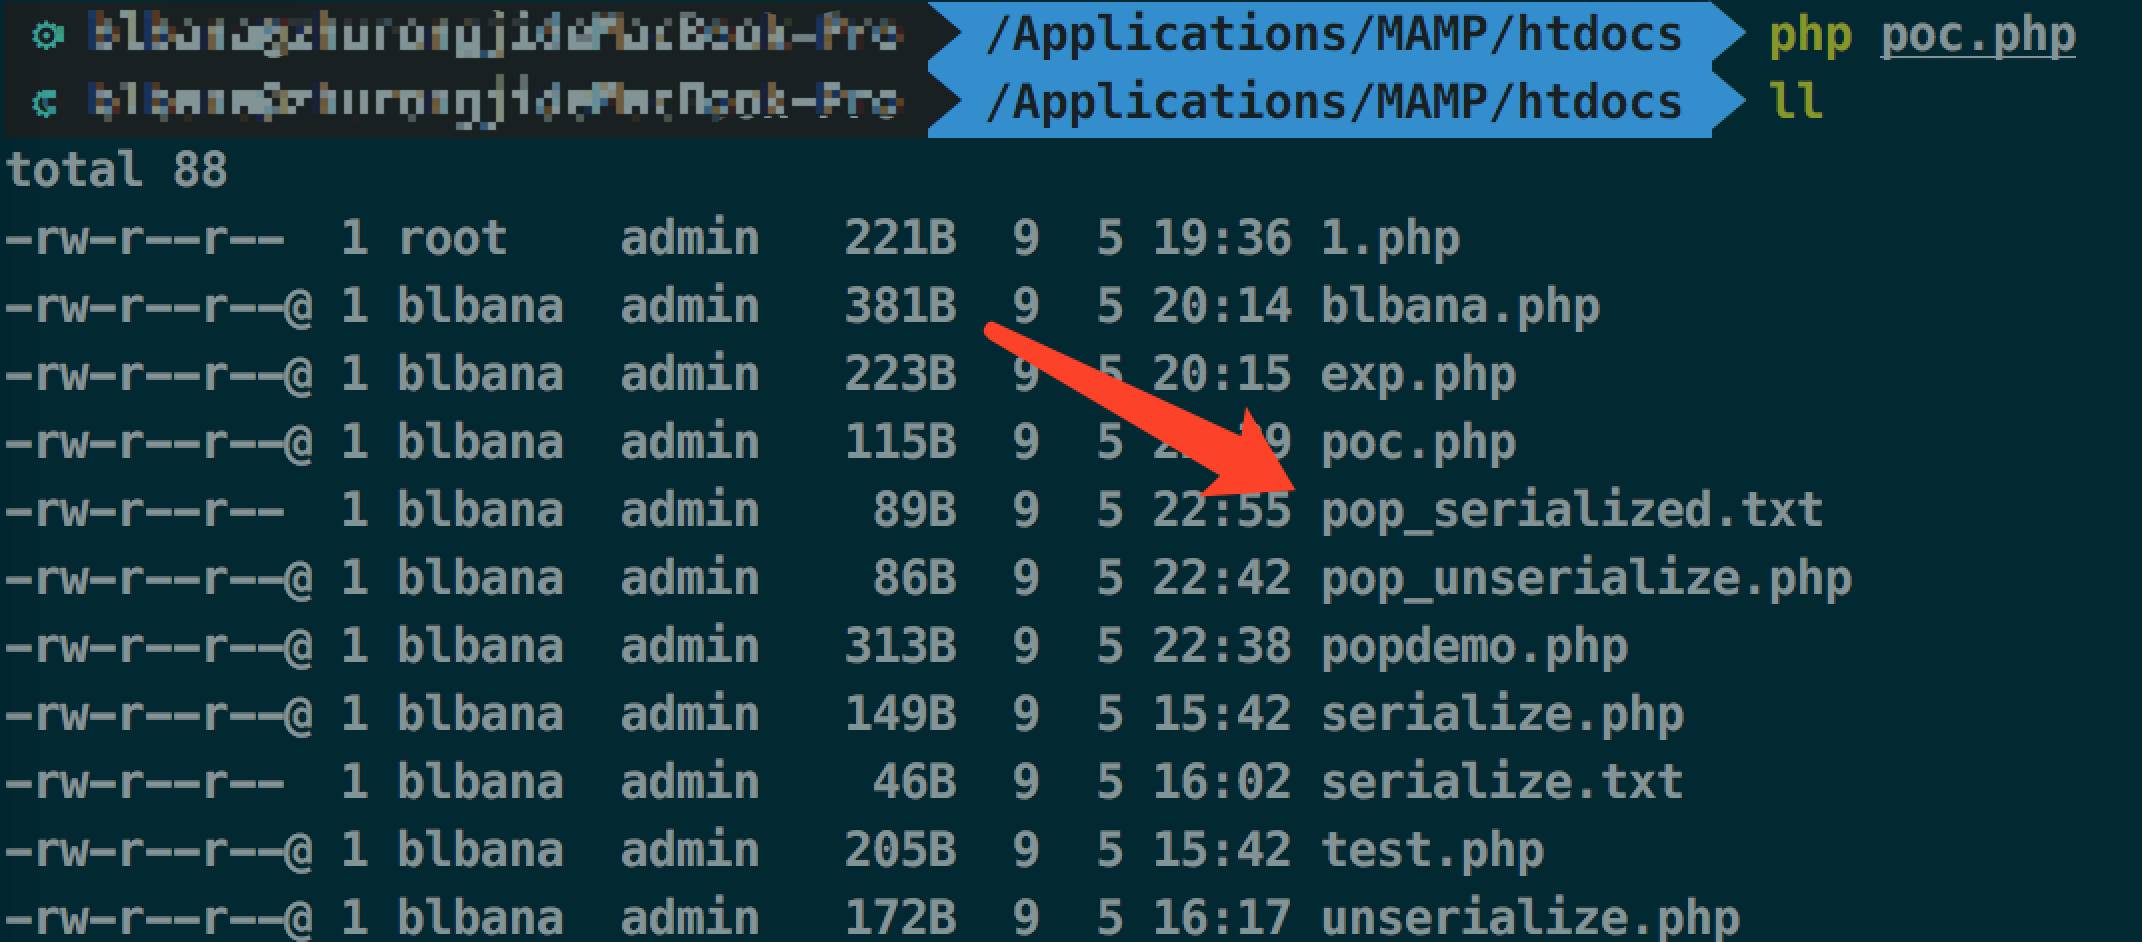 /Applications/MAMP/htdocs php poc.php
/Applications/MAMP/htdocs ll
total 88
-rw-r--r-- 1 root admin 221B 9 5 19:36 1.php
-rw-r--r--@ 1 blbana admin 381B 9 5 20:14 blbana.php
-rw-r--r--@ 1 blbana admin 223B 9 5 20:15 exp.php
-rw-r--r--@ 1 blbana admin 115B 9 5 poc.php
-rw-r--r-- 1 blbana admin 89B 9 5 22:55 pop_serialized.txt
-rw-r--r--@ 1 blbana admin 86B 9 5 22:42 pop_unserialize.php
-rw-r--r--@ 1 blbana admin 313B 9 5 22:38 popdemo.php
-rw-r--r--@ 1 blbana admin 149B 9 5 15:42 serialize.php
-rw-r--r-- 1 blbana admin 46B 9 5 16:02 serialize.txt
-rw-r--r--@ 1 blbana admin 205B 9 5 15:42 test.php
-rw-r--r--@ 1 blbana admin 172B 9 5 16:17 unserialize.php